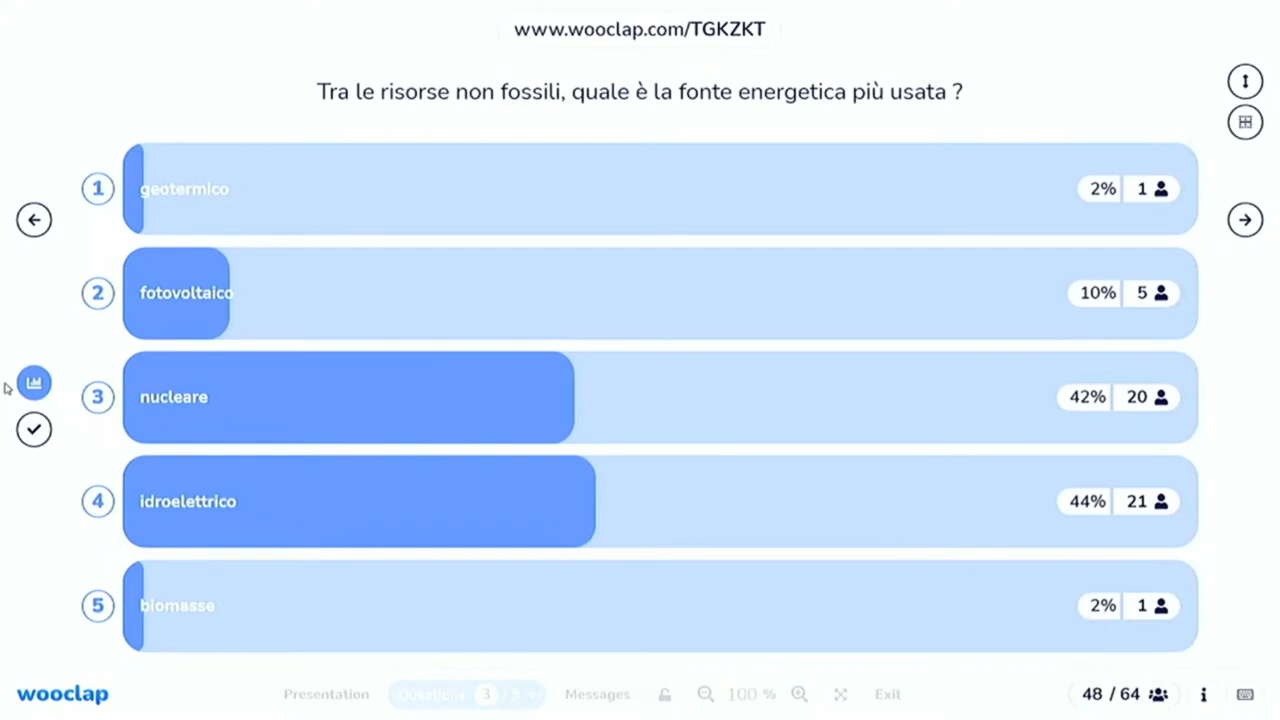 www.wooclap.com/TGKZKT
Tra le risorse non fossili, quale è la fonte energetica più usata ?
1 geotermico 2% 1
2 fotovoltaico 10% 5
3 nucleare 42% 20
4 idroelettrico 44% 21
5 biomasse 2% 1
wooclap Presentation Questions 3 / 5 Messages 100 % Exit 48 / 64